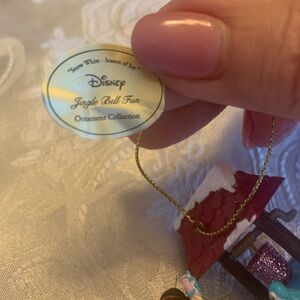 "Snow White - Season of Joy"
Disney
Jingle Bell Fun
Ornament Collection